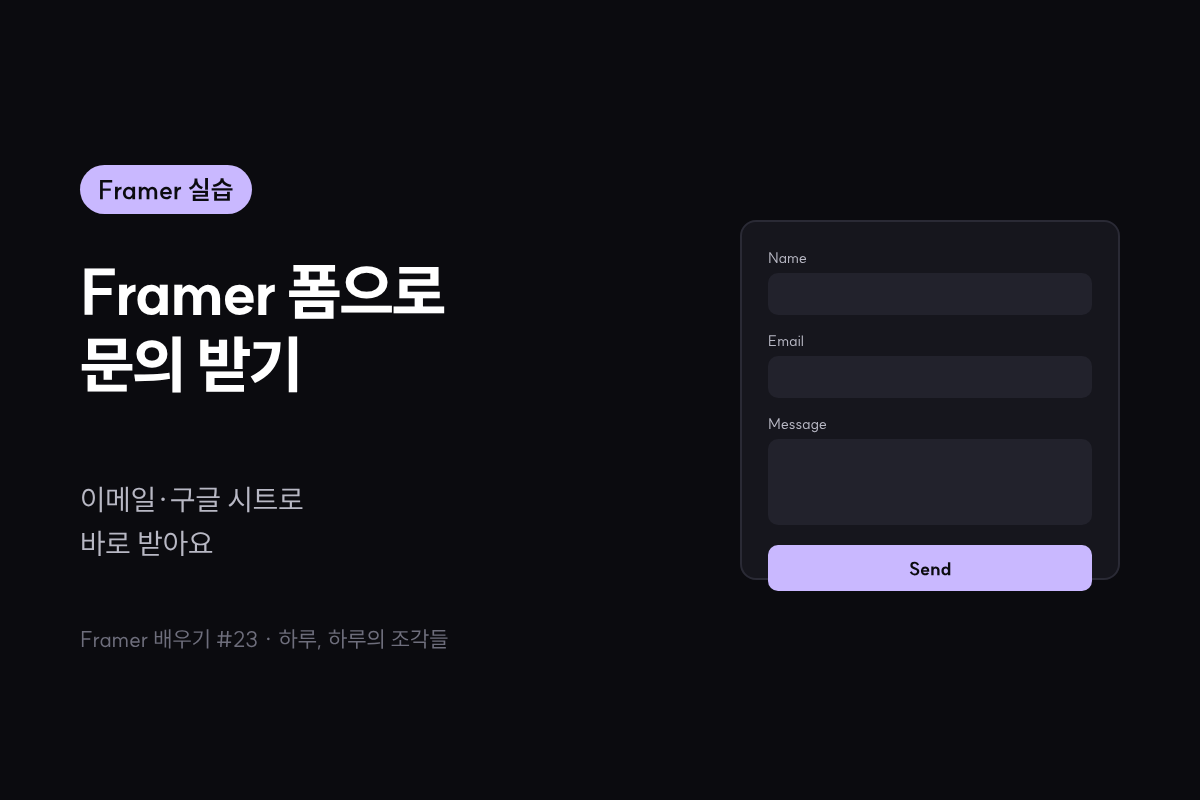 Framer 실습
Framer 폼으로
문의 받기
이메일·구글 시트로
바로 받아요
Framer 배우기 #23 · 하루, 하루의 조각들
Name
Email
Message
Send